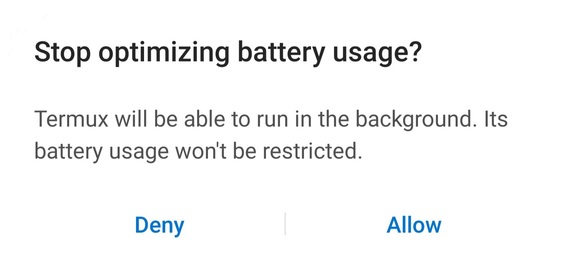 Stop optimizing battery usage?
Termux will be able to run in the background. Its
battery usage won't be restricted.
Deny
Allow